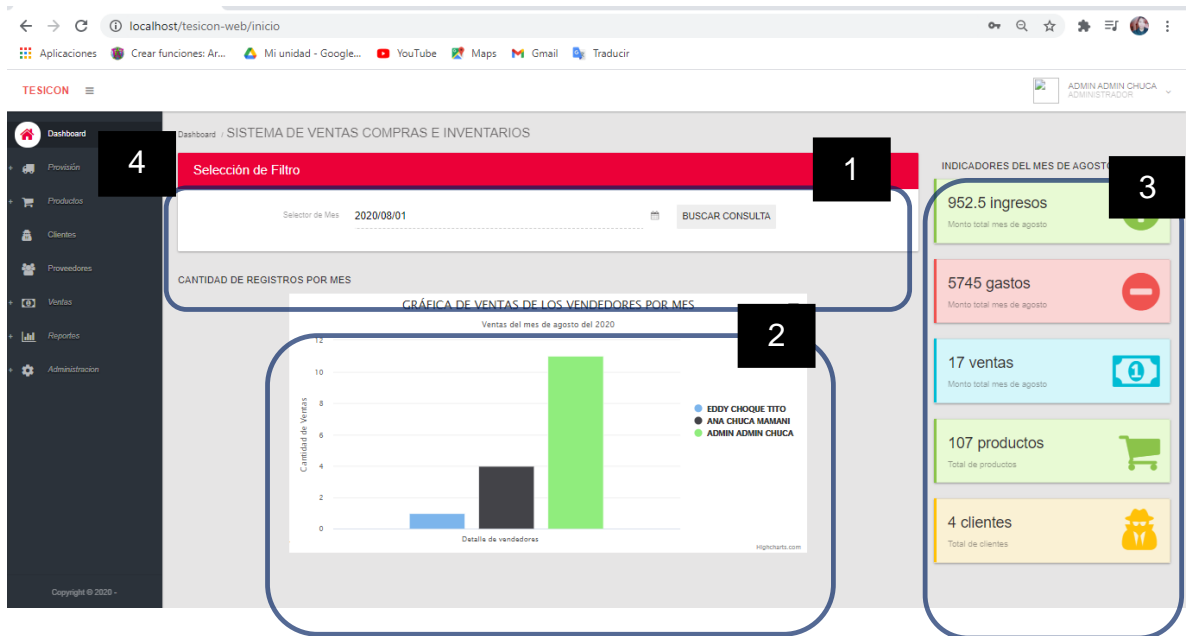 localhost/tesicon-web/inicio
Aplicaciones Crear funciones: Ar... Mi unidad - Google... YouTube Maps Gmail Traducir
TESICON
ADMIN ADMIN CHUCA
ADMINISTRADOR
Dashboard
Provisión
Productos
Clientes
Proveedores
Ventas
Reportes
Administracion
Copyright © 2020 -
4
Dashboard / SISTEMA DE VENTAS COMPRAS E INVENTARIOS
Selección de Filtro
1
Selector de Mes 2020/08/01 BUSCAR CONSULTA
CANTIDAD DE REGISTROS POR MES
GRÁFICA DE VENTAS DE LOS VENDEDORES POR MES
Ventas del mes de agosto del 2020
2
12
10
8
6
4
2
0
Cantidad de Ventas
Detalle de vendedores
EDDY CHOQUE TITO
ANA CHUCA MAMANI
ADMIN ADMIN CHUCA
Highcharts.com
INDICADORES DEL MES DE AGOSTO
3
952.5 ingresos
Monto total mes de agosto
5745 gastos
Monto total mes de agosto
17 ventas
Monto total mes de agosto
1
107 productos
Total de productos
4 clientes
Total de clientes